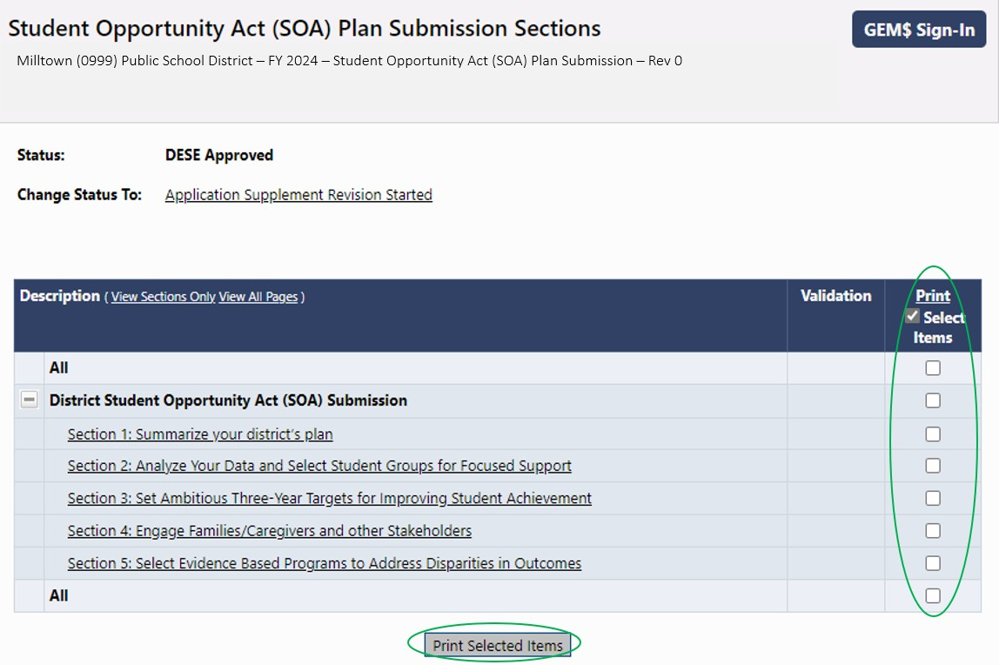 Student Opportunity Act (SOA) Plan Submission Sections
GEM$ Sign-In
Milltown (0999) Public School District – FY 2024 – Student Opportunity Act (SOA) Plan Submission – Rev 0
Status: DESE Approved
Change Status To: Application Supplement Revision Started
Description ( View Sections Only View All Pages ) Validation Print
Select
Items
All
District Student Opportunity Act (SOA) Submission
Section 1: Summarize your district's plan
Section 2: Analyze Your Data and Select Student Groups for Focused Support
Section 3: Set Ambitious Three-Year Targets for Improving Student Achievement
Section 4: Engage Families/Caregivers and other Stakeholders
Section 5: Select Evidence Based Programs to Address Disparities in Outcomes
All
Print Selected Items